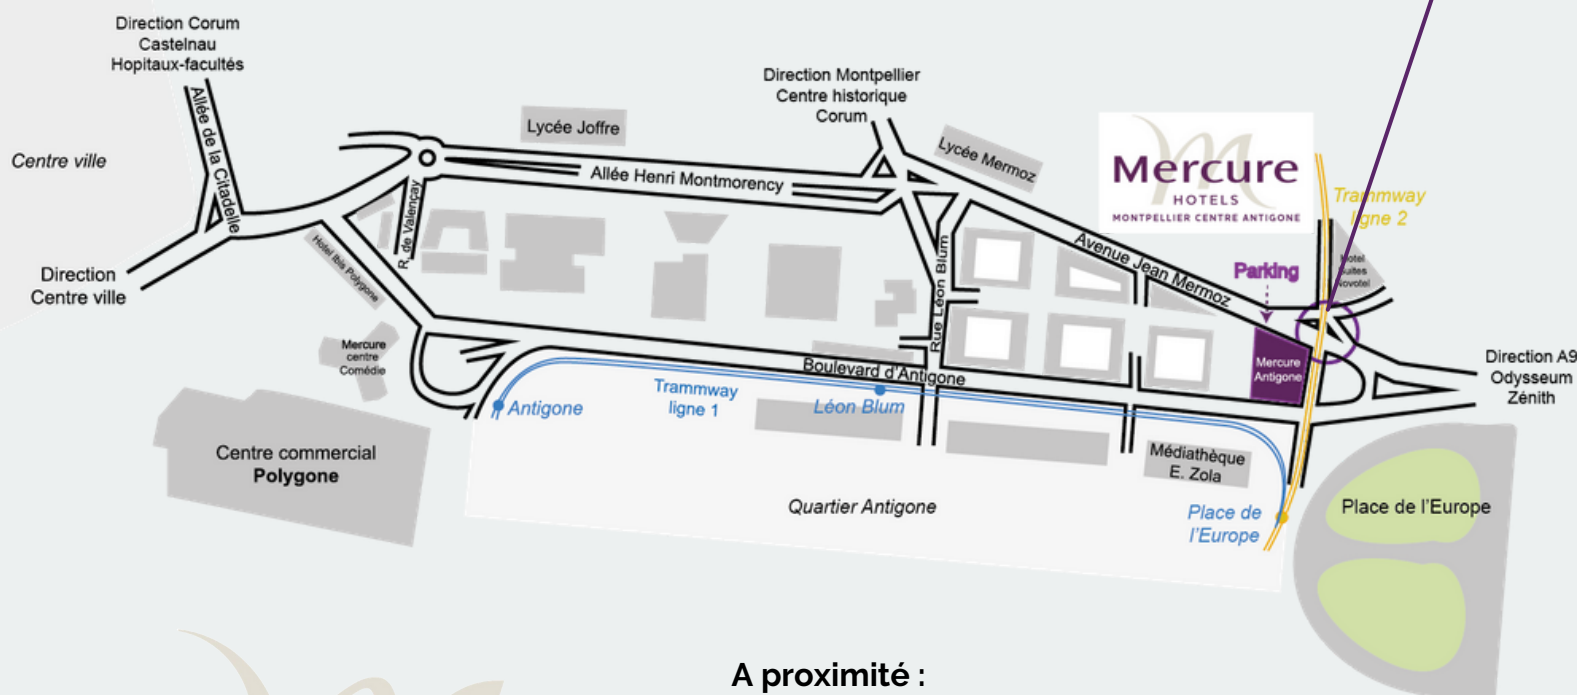 Direction Corum
Castelnau
Hopitaux-facultés
Allée de la Citadelle
Centre ville
Direction
Centre ville
Lycée Joffre
Allée Henri Montmorency
R. de Valençay
Hotel Ibis Polygone
Mercure
centre
Comédie
Centre commercial
Polygone
Direction Montpellier
Centre historique
Corum
Lycée Mermoz
Mercure
HOTELS
MONTPELLIER CENTRE ANTIGONE
Trammway
ligne 2
Avenue Jean Mermoz
Parking
Hotel
Suites
Novotel
Rue Léon Blum
Mercure
Antigone
Direction A9
Odysseum
Zénith
Boulevard d'Antigone
Trammway
ligne 1
Antigone
Léon Blum
Médiathèque
E. Zola
Quartier Antigone
Place de
l'Europe
Place de l'Europe
A proximité :